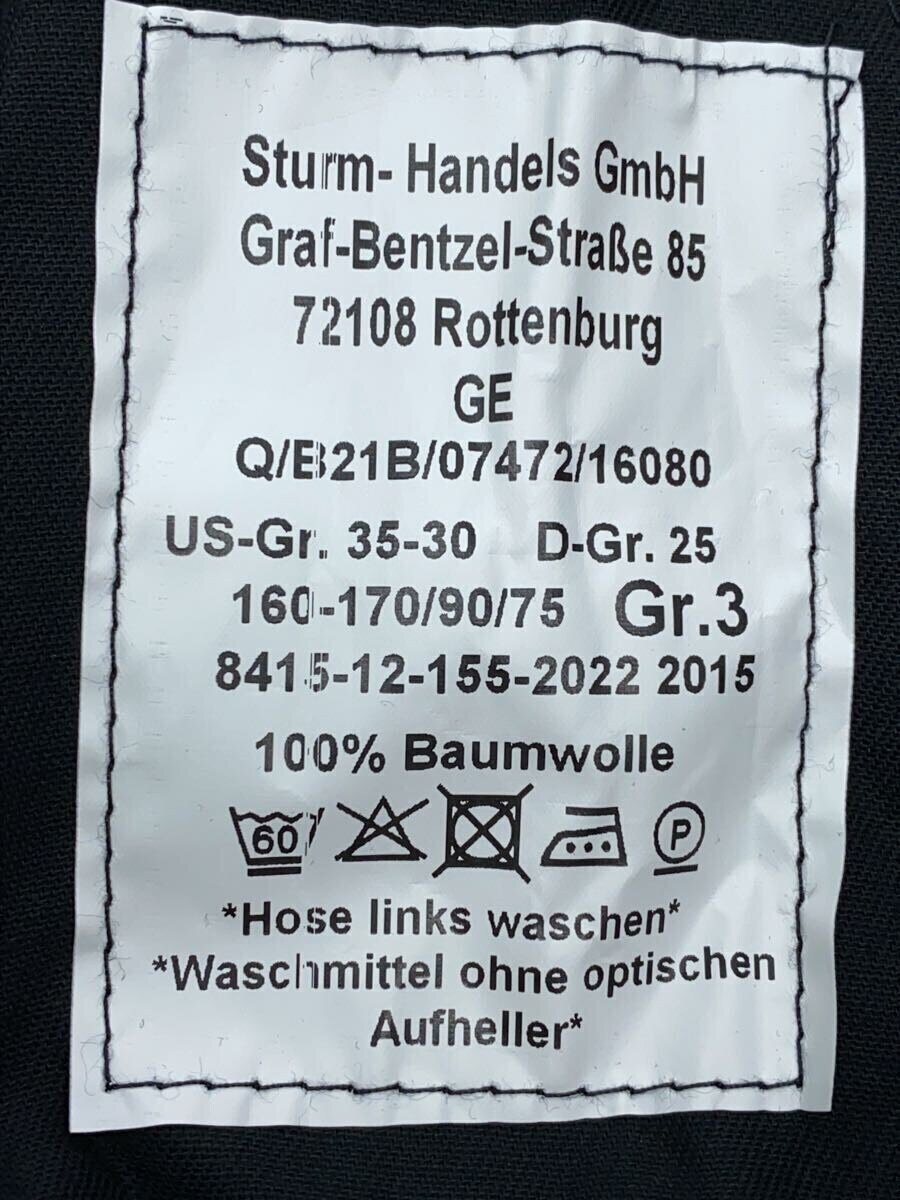 Sturm- Handels GmbH
Graf-Bentzel-Straße 85
72108 Rottenburg
GE
Q/EB21B/07472/16080
US-Gr. 35-30 D-Gr. 25
160-170/90/75 Gr.3
8415-12-155-2022 2015
100% Baumwolle
60 P
*Hose links waschen*
*Waschmittel ohne optischen
Aufheller*